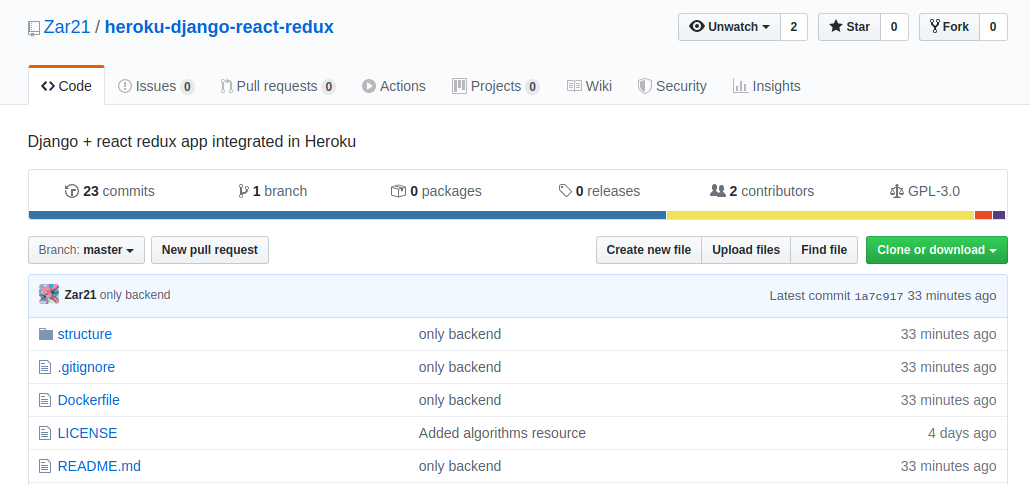 Zar21 / heroku-django-react-redux
Unwatch 2 Star 0 Fork 0
Code Issues 0 Pull requests 0 Actions Projects 0 Wiki Security Insights
Django + react redux app integrated in Heroku
23 commits 1 branch 0 packages 0 releases 2 contributors GPL-3.0
Branch: master New pull request Create new file Upload files Find file Clone or download
Zar21 only backend Latest commit 1a7c917 33 minutes ago
structure only backend 33 minutes ago
.gitignore only backend 33 minutes ago
Dockerfile only backend 33 minutes ago
LICENSE Added algorithms resource 4 days ago
README.md only backend 33 minutes ago